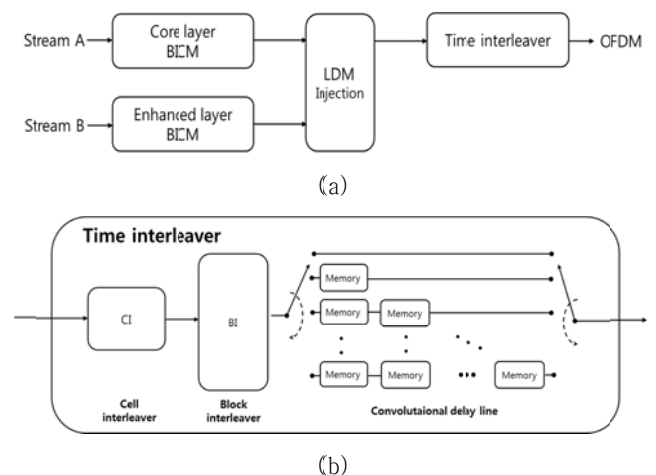 Stream A
Core layer
BICM
Stream B
Enhanced layer
BICM
LDM
Injection
Time interleaver
OFDM
(a)
Time interleaver
CI
Cell
interleaver
BI
Block
interleaver
Memory
Memory
Memory
Memory
Memory
Memory
Convolutaional delay line
(b)